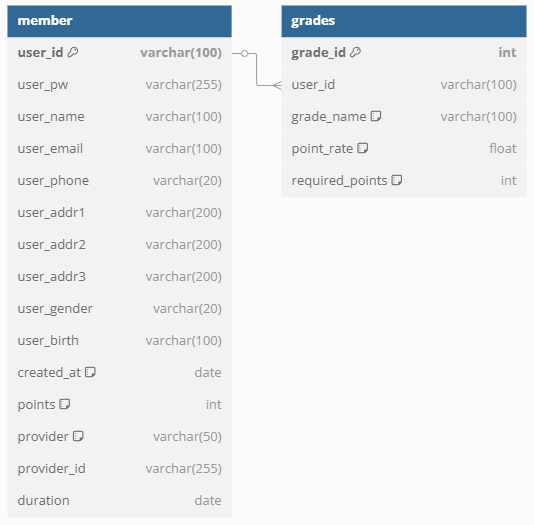 member
user_id varchar(100)
user_pw varchar(255)
user_name varchar(100)
user_email varchar(100)
user_phone varchar(20)
user_addr1 varchar(200)
user_addr2 varchar(200)
user_addr3 varchar(200)
user_gender varchar(20)
user_birth varchar(100)
created_at date
points int
provider varchar(50)
provider_id varchar(255)
duration date
grades
grade_id int
user_id varchar(100)
grade_name varchar(100)
point_rate float
required_points int